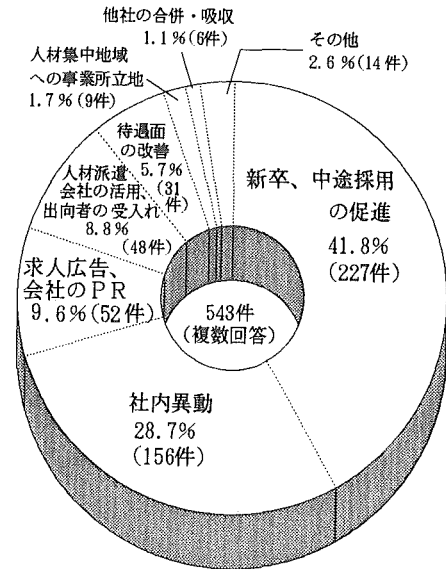 他社の合併・吸収
1.1%(6件)
その他
2.6%(14件)
人材集中地域
への事業所立地
1.7%(9件)
待遇面
の改善
5.7%
(31
件)
人材派遣
会社の活用、
出向者の受入れ
8.8%
(48件)
新卒、中途採用
の促進
41.8%
(227件)
求人広告、
会社のPR
9.6%(52件)
543件
(複数回答)
社内異動
28.7%
(156件)